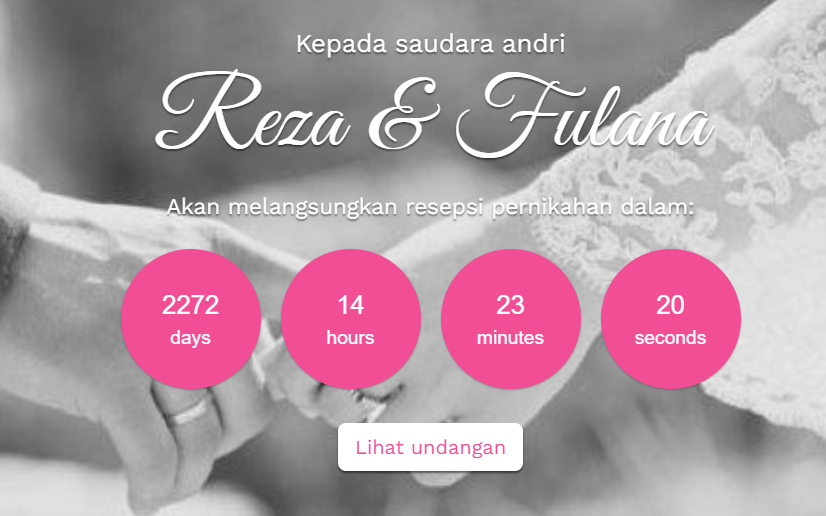 Kepada saudara andri
Reza & Fulana
Akan melangsungkan resepsi pernikahan dalam:
2272 14 23 20
days hours minutes seconds
Lihat undangan